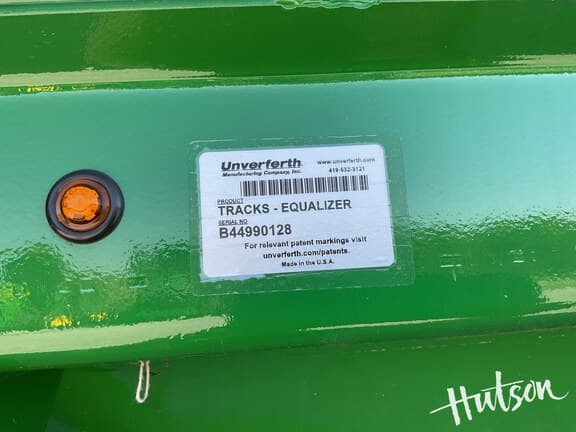 Unverferth
www.unverferth.com
Manufacturing Company, Inc.
419-532-3121
PRODUCT
TRACKS - EQUALIZER
SERIAL NO
B44990128
For relevant patent markings visit
unverferth.com/patents.
Made in the U.S.A.
Hutson